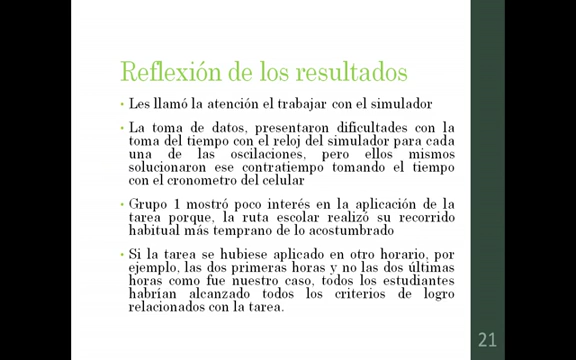 Reflexión de los resultados
• Les llamó la atención el trabajar con el simulador
• La toma de datos, presentaron dificultades con la
toma del tiempo con el reloj del simulador para cada
una de las oscilaciones, pero ellos mismos
solucionaron ese contratiempo tomando el tiempo
con el cronometro del celular
• Grupo 1 mostró poco interés en la aplicación de la
tarea porque, la ruta escolar realizó su recorrido
habitual más temprano de lo acostumbrado
• Si la tarea se hubiese aplicado en otro horario, por
ejemplo, las dos primeras horas y no las dos últimas
horas como fue nuestro caso, todos los estudiantes
habrían alcanzado todos los criterios de logro
relacionados con la tarea.
21